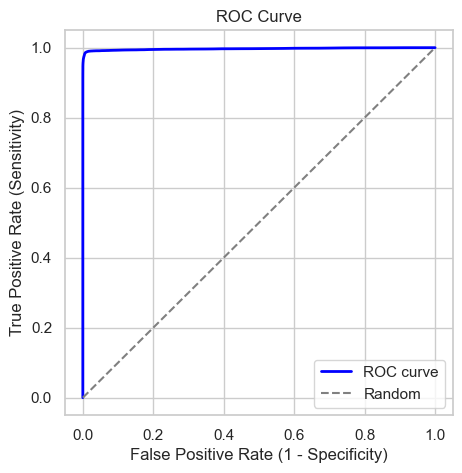 ROC Curve
True Positive Rate (Sensitivity)
1.0
0.8
0.6
0.4
0.2
0.0
0.0 0.2 0.4 0.6 0.8 1.0
False Positive Rate (1 - Specificity)
ROC curve
Random